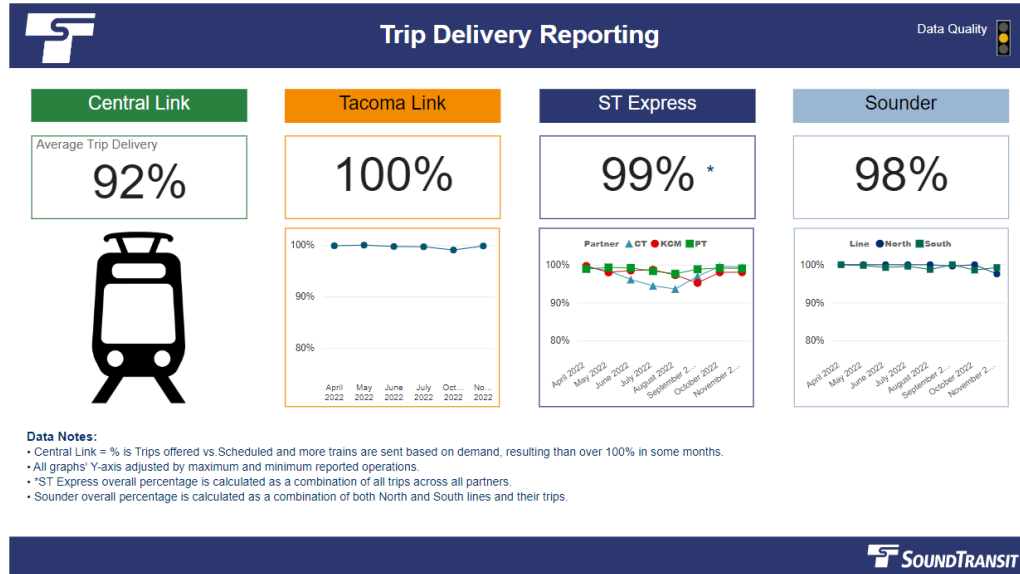 Trip Delivery Reporting
Data Quality
Central Link
Tacoma Link
ST Express
Sounder
Average Trip Delivery
92%
100%
99% *
98%
100%
90%
80%
April 2022
May 2022
June 2022
July 2022
Oct... 2022
No... 2022
Partner CT KCM PT
100%
90%
80%
April 2022
May 2022
June 2022
July 2022
August 2022
September 2...
October 2022
November 2...
Line North South
100%
90%
80%
April 2022
May 2022
June 2022
July 2022
August 2022
September 2...
October 2022
November 2...
Data Notes:
• Central Link = % is Trips offered vs.Scheduled and more trains are sent based on demand, resulting than over 100% in some months.
• All graphs' Y-axis adjusted by maximum and minimum reported operations.
• *ST Express overall percentage is calculated as a combination of all trips across all partners.
• Sounder overall percentage is calculated as a combination of both North and South lines and their trips.
SOUNDTRANSIT